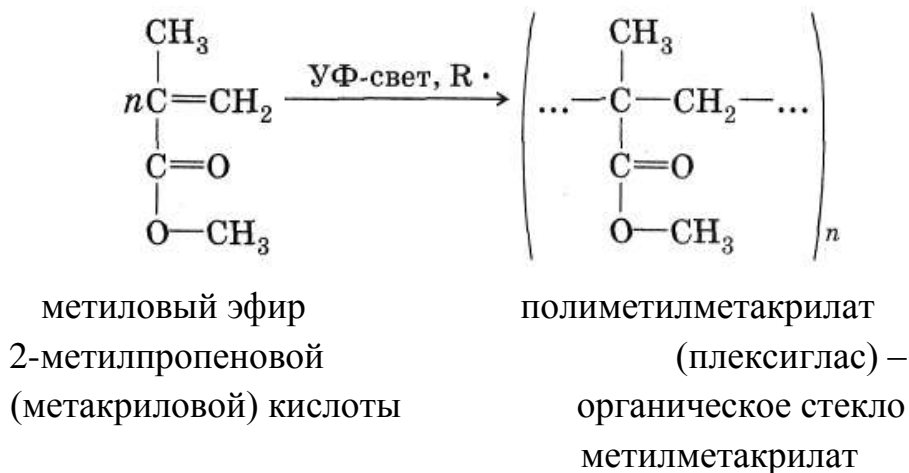 CH₃ CH₃
nC=CH₂ УФ-свет, R · ...—C—CH₂—...
C=O C=O
O—CH₃ O—CH₃ n
метиловый эфир полиметилметакрилат
2-метилпропеновой (плексиглас) –
(метакриловой) кислоты органическое стекло
метилметакрилат